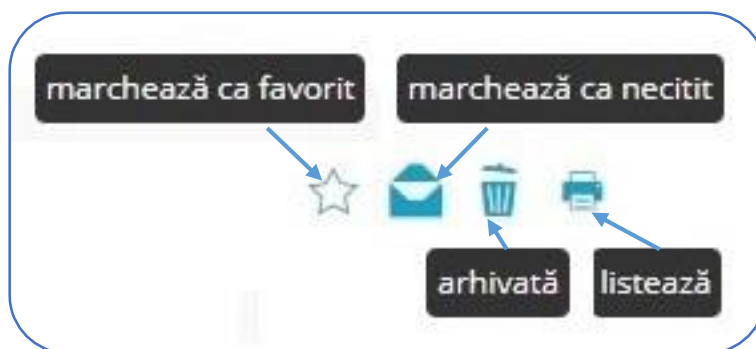 marchează ca favorit
marchează ca necitit
arhivată
listează